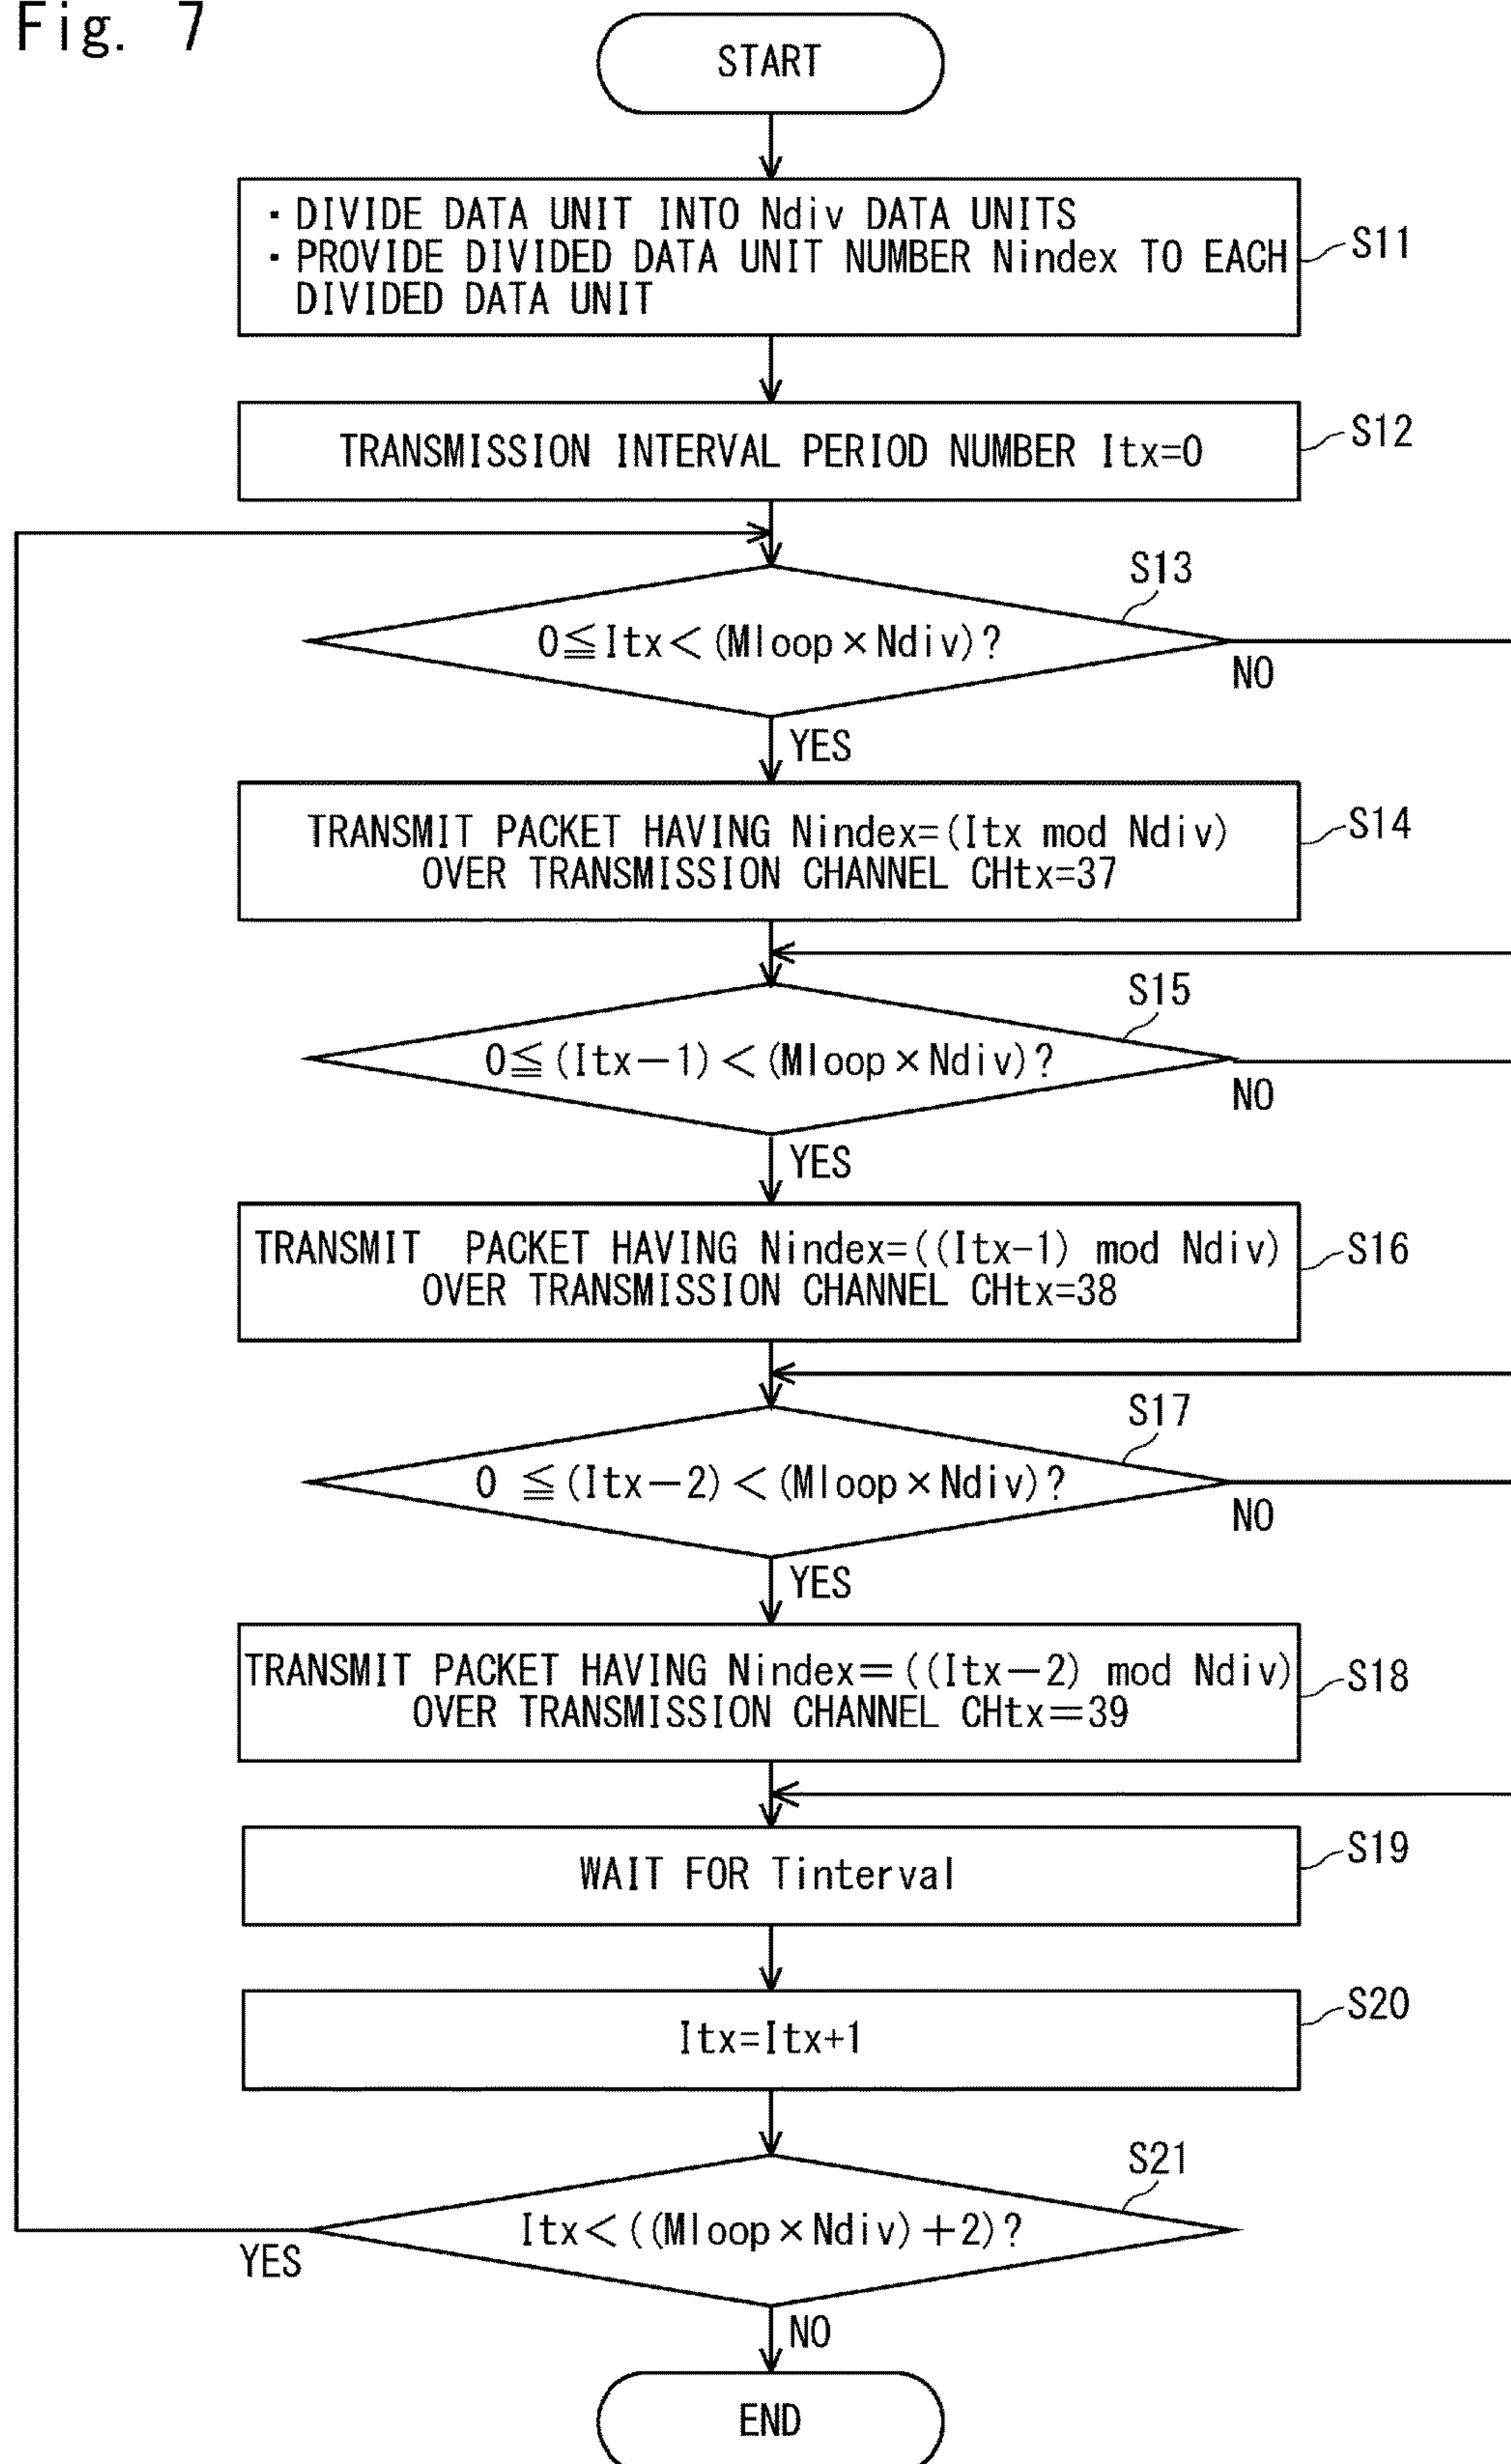 Fig. 7
START
・DIVIDE DATA UNIT INTO Ndiv DATA UNITS
・PROVIDE DIVIDED DATA UNIT NUMBER Nindex TO EACH
DIVIDED DATA UNIT
S11
TRANSMISSION INTERVAL PERIOD NUMBER Itx=0
S12
S13
0≦Itx<(Mloop×Ndiv)?
NO
YES
TRANSMIT PACKET HAVING Nindex=(Itx mod Ndiv)
OVER TRANSMISSION CHANNEL CHtx=37
S14
S15
0≦(Itx−1)<(Mloop×Ndiv)?
NO
YES
TRANSMIT PACKET HAVING Nindex=((Itx-1) mod Ndiv)
OVER TRANSMISSION CHANNEL CHtx=38
S16
S17
0 ≦(Itx−2)<(Mloop×Ndiv)?
NO
YES
TRANSMIT PACKET HAVING Nindex=((Itx−2) mod Ndiv)
OVER TRANSMISSION CHANNEL CHtx=39
S18
WAIT FOR Tinterval
S19
Itx=Itx+1
S20
S21
Itx<((Mloop×Ndiv)+2)?
YES
NO
END